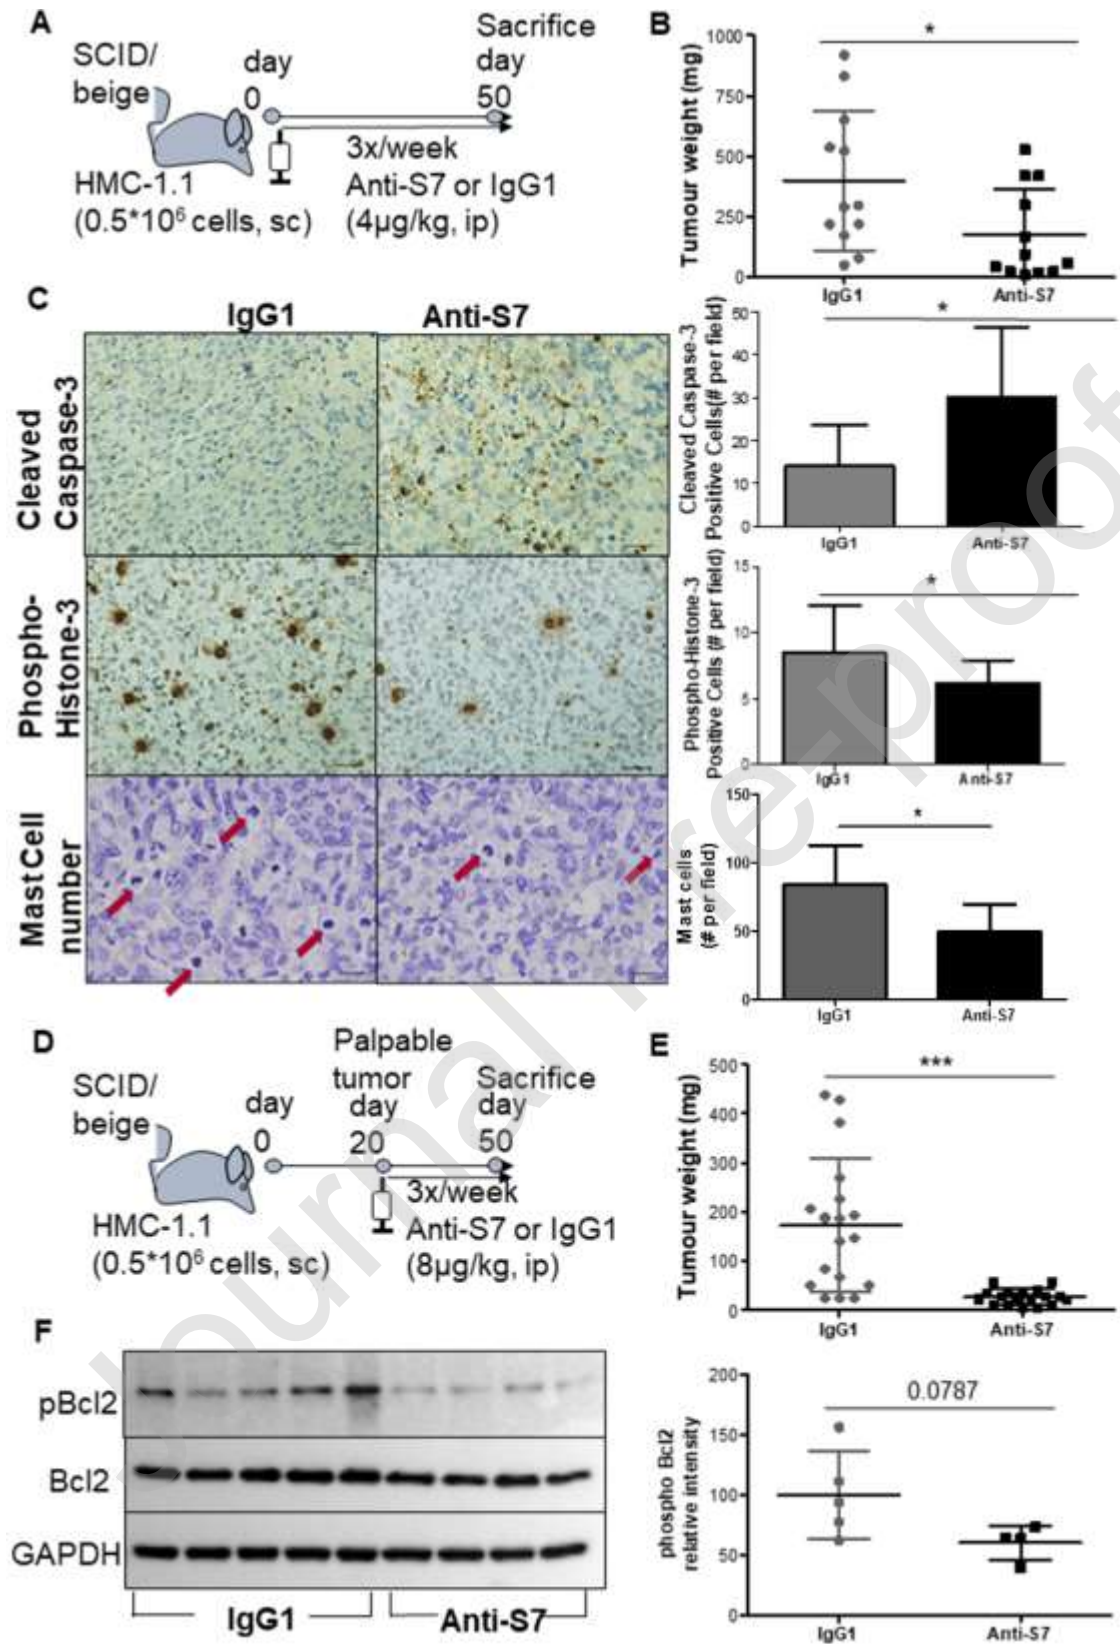 A
SCID/
beige
day
0
Sacrifice
day
50
HMC-1.1
(0.5*10⁶ cells, sc)
3x/week
Anti-S7 or IgG1
(4µg/kg, ip)
B
*
Tumour weight (mg)
1000
750
500
250
0
IgG1
Anti-S7
C
IgG1
Anti-S7
Cleaved
Caspase-3
Phospho-
Histone-3
Mast Cell
number
*
Cleaved Caspase-3
Positive Cells(# per field)
50
40
30
20
10
0
IgG1
Anti-S7
*
Phospho-Histone-3
Positive Cells (# per field)
15
10
5
0
IgG1
Anti-S7
*
Mast cells
(# per field)
150
100
50
0
IgG1
Anti-S7
D
SCID/
beige
day
0
Palpable
tumor
day
20
Sacrifice
day
50
HMC-1.1
(0.5*10⁶ cells, sc)
3x/week
Anti-S7 or IgG1
(8µg/kg, ip)
E
***
Tumour weight (mg)
500
400
300
200
100
0
IgG1
Anti-S7
F
pBcl2
Bcl2
GAPDH
IgG1
Anti-S7
0.0787
phospho Bcl2
relative intensity
200
150
100
50
0
IgG1
Anti-S7
Journal Pre-proof